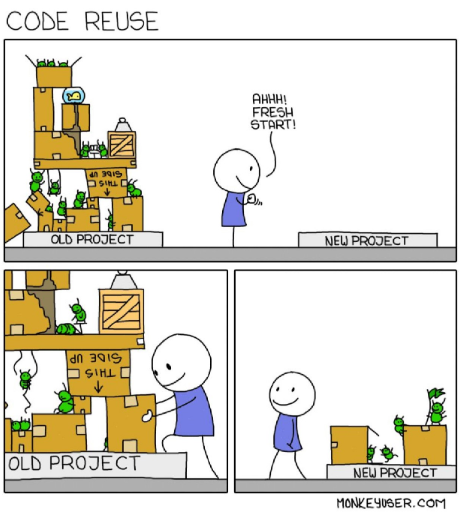 CODE REUSE
AHHH!
FRESH
START!
THIS
SIDE UP
OLD PROJECT
NEW PROJECT
THIS
SIDE UP
OLD PROJECT
NEW PROJECT
MONKEYUSER.COM